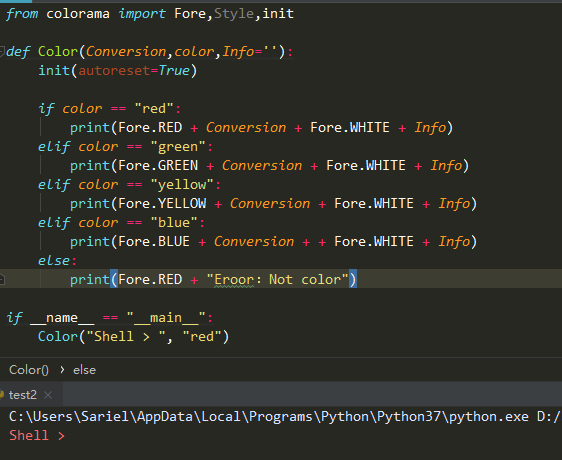 from colorama import Fore,Style,init
def Color(Conversion,color,Info=''):
init(autoreset=True)
if color == "red":
print(Fore.RED + Conversion + Fore.WHITE + Info)
elif color == "green":
print(Fore.GREEN + Conversion + Fore.WHITE + Info)
elif color == "yellow":
print(Fore.YELLOW + Conversion + Fore.WHITE + Info)
elif color == "blue":
print(Fore.BLUE + Conversion + + Fore.WHITE + Info)
else:
print(Fore.RED + "Eroor：Not color")
if __name__ == "__main__":
Color("Shell > ", "red")
Color() › else
test2 ×
C:\Users\Sariel\AppData\Local\Programs\Python\Python37\python.exe D:/
Shell >